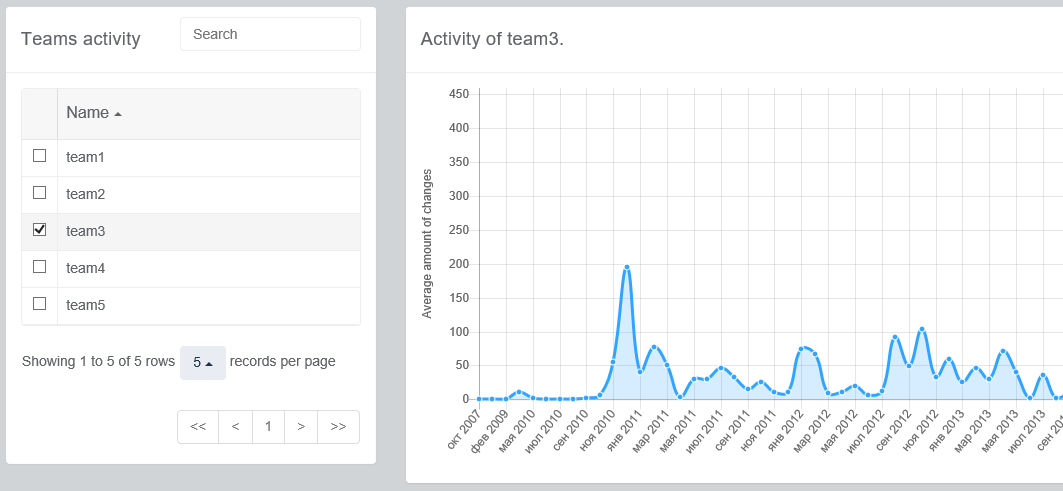 Teams activity
Search
Name
team1
team2
team3
team4
team5
Showing 1 to 5 of 5 rows 5 records per page
<< < 1 > >>
Activity of team3.
Average amount of changes
450
400
350
300
250
200
150
100
50
0
окт 2007
фев 2009
мая 2010
июл 2010
сен 2010
ноя 2010
янв 2011
мар 2011
мая 2011
июл 2011
сен 2011
ноя 2011
янв 2012
мар 2012
мая 2012
июл 2012
сен 2012
ноя 2012
янв 2013
мар 2013
мая 2013
июл 2013